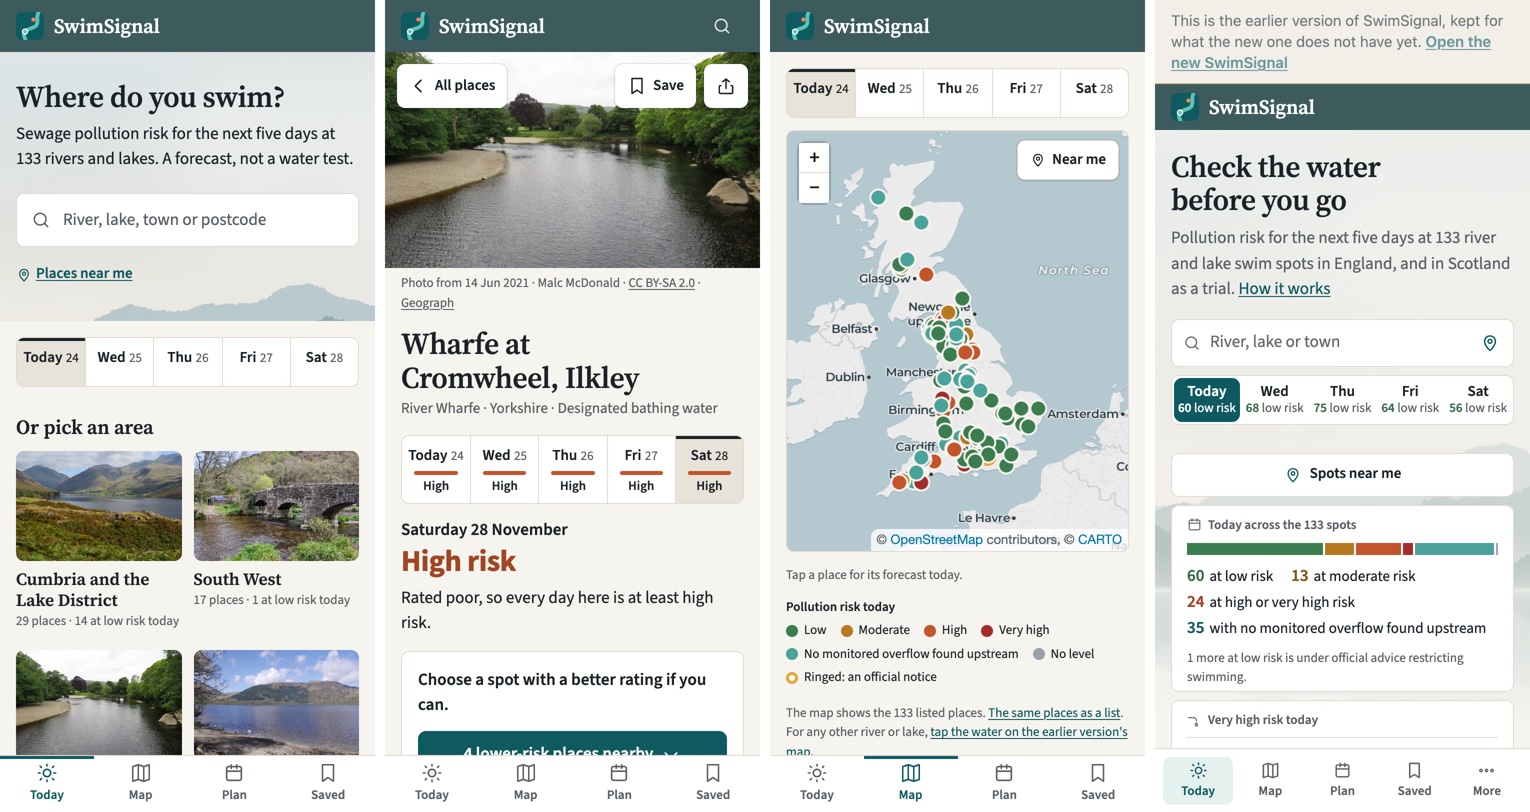 SwimSignal
Where do you swim?
Sewage pollution risk for the next five days at
133 rivers and lakes. A forecast, not a water test.
River, lake, town or postcode
Places near me
Today 24
Wed 25
Thu 26
Fri 27
Sat 28
Or pick an area
Cumbria and the
Lake District
29 places · 14 at low risk today
South West
17 places · 1 at low risk today
Today
Map
Plan
Saved
SwimSignal
All places
Save
Photo from 14 Jun 2021 · Malc McDonald · CC BY-SA 2.0 ·
Geograph
Wharfe at
Cromwheel, Ilkley
River Wharfe · Yorkshire · Designated bathing water
Today 24
High
Wed 25
High
Thu 26
High
Fri 27
High
Sat 28
High
Saturday 28 November
High risk
Rated poor, so every day here is at least high
risk.
Choose a spot with a better rating if you
can.
4 lower-risk places nearby
Today
Map
Plan
Saved
SwimSignal
Today 24
Wed 25
Thu 26
Fri 27
Sat 28
+
−
Near me
North Sea
Glasgow
Belfast
Dublin
Cardiff
Amsterdam
Le Havre
© OpenStreetMap contributors, © CARTO
Tap a place for its forecast today.
Pollution risk today
Low
Moderate
High
Very high
No monitored overflow found upstream
No level
Ringed: an official notice
The map shows the 133 listed places. The same places as a list.
For any other river or lake, tap the water on the earlier version's
map.
Today
Map
Plan
Saved
This is the earlier version of SwimSignal, kept for
what the new one does not have yet. Open the
new SwimSignal
SwimSignal
Check the water
before you go
Pollution risk for the next five days at 133 river
and lake swim spots in England, and in Scotland
as a trial. How it works
River, lake or town
Today
60 low risk
Wed
68 low risk
Thu
75 low risk
Fri
64 low risk
Sat
56 low risk
Spots near me
Today across the 133 spots
60 at low risk
13 at moderate risk
24 at high or very high risk
35 with no monitored overflow found upstream
1 more at low risk is under official advice restricting
swimming.
Very high risk today
Today
Map
Plan
Saved
More